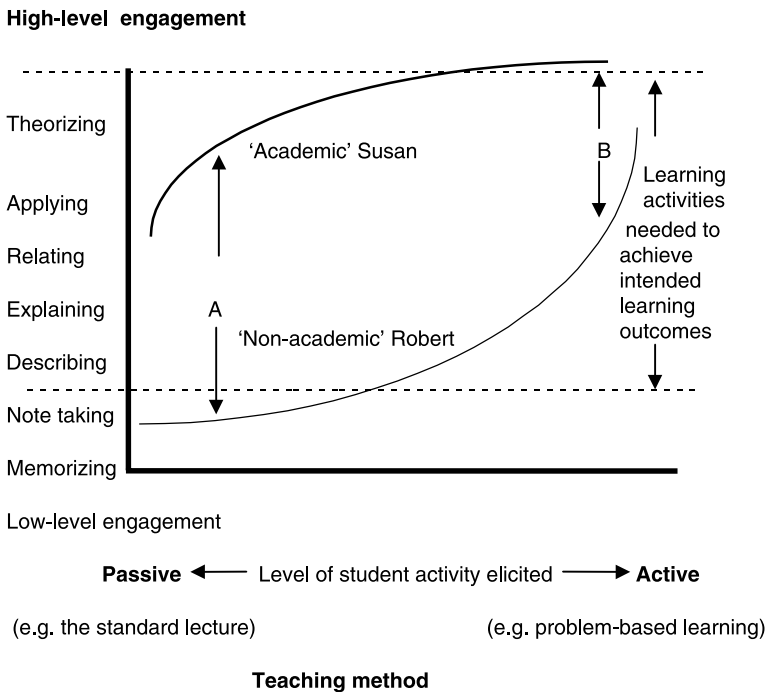 High-level engagement
Theorizing
'Academic' Susan
B
Learning
activities
Applying
needed to
Relating
achieve
intended
Explaining
A
learning
'Non-academic' Robert
outcomes
Describing
Note taking
Memorizing
Low-level engagement
Passive Level of student activity elicited Active
(e.g. the standard lecture) (e.g. problem-based learning)
Teaching method